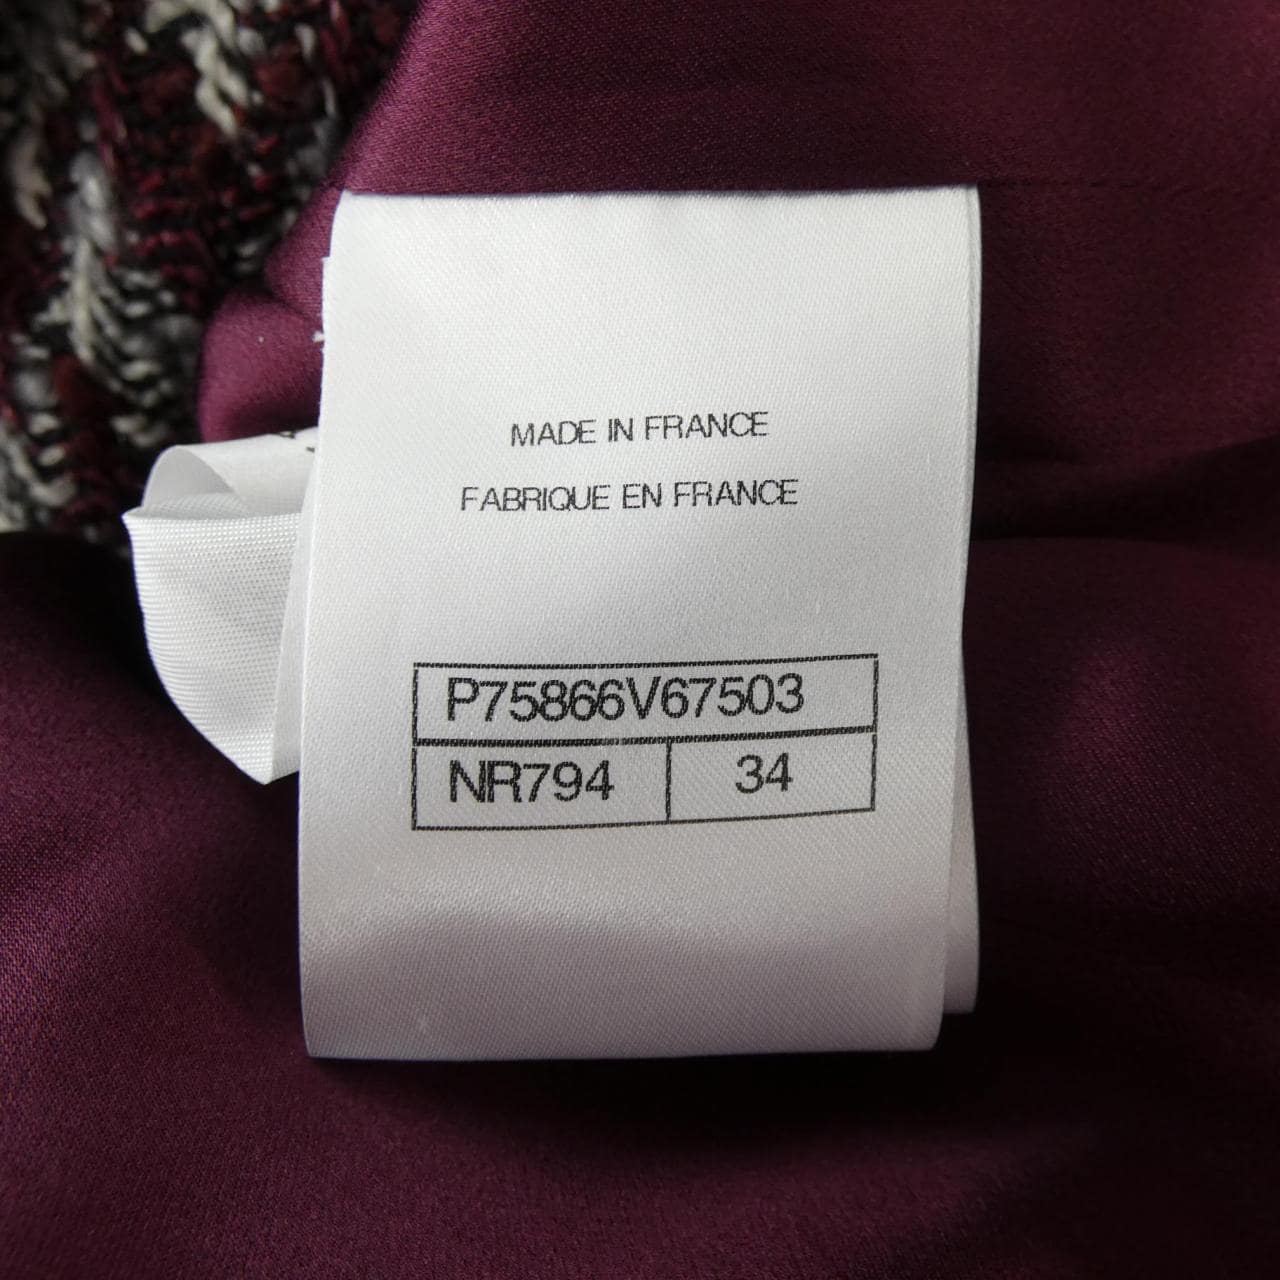 MADE IN FRANCE
FABRIQUE EN FRANCE
P75866V67503
NR794 34